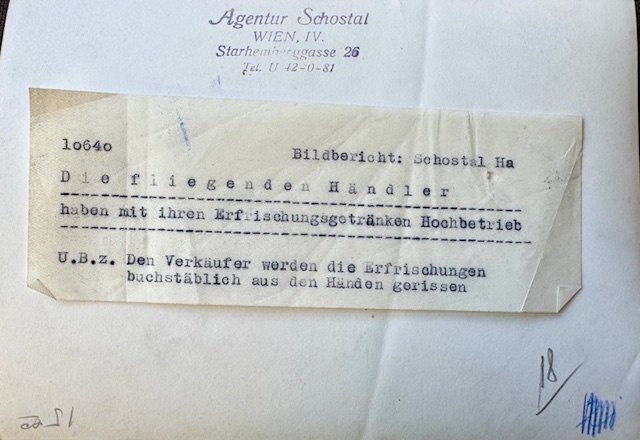 Agentur Schostal
WIEN, IV.
Starhemberggasse 26
Tel. U 42-0-81
1o64o
Bildbericht: Schostal Ha
Die fliegenden Händler
haben mit ihren Erfrischungsgetränken Hochbetrieb
U.B.z. Den Verkäufer werden die Erfrischungen
buchstäblich aus den Händen gerissen
18